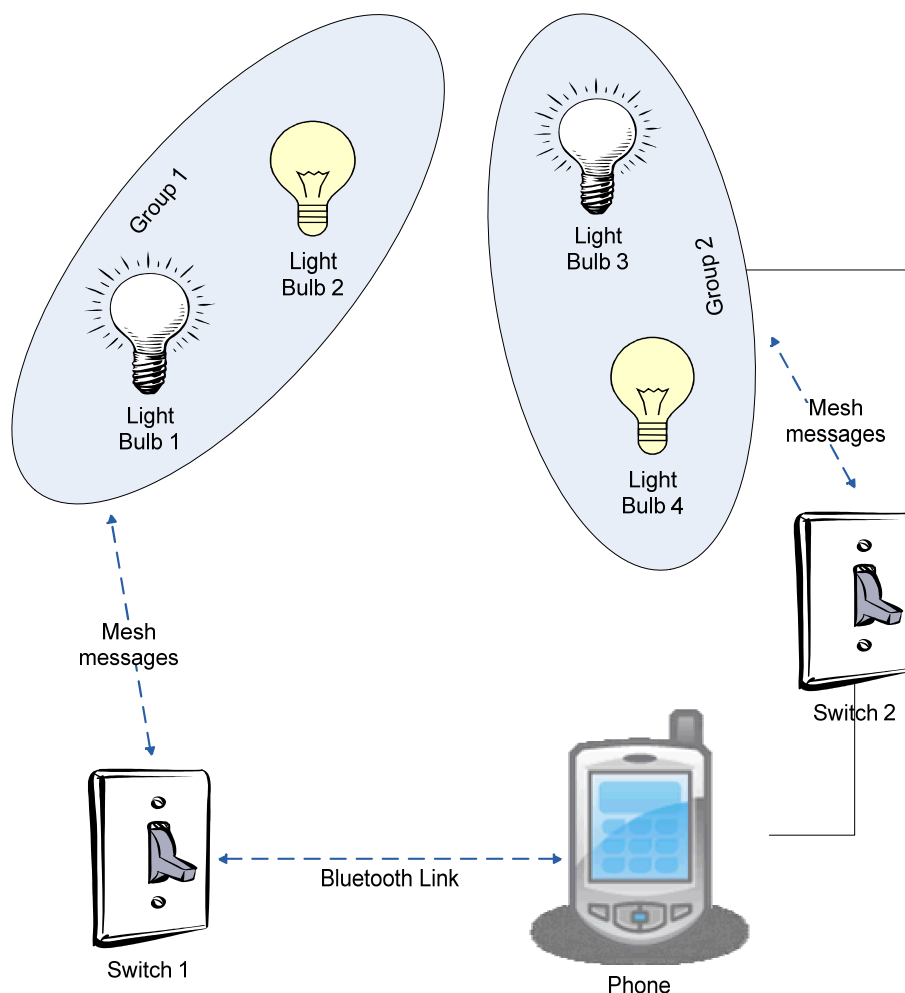 Group 1
Light
Bulb 2
Light
Bulb 1
Light
Bulb 3
Group 2
Light
Bulb 4
Mesh
messages
Mesh
messages
Switch 2
Bluetooth Link
Switch 1
Phone